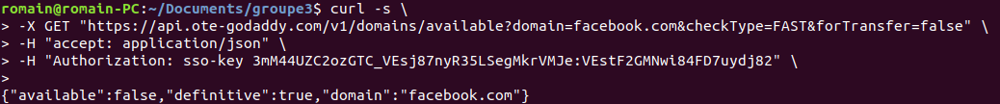 romain@romain-PC:~/Documents/groupe3$ curl -s \
> -X GET "https://api.ote-godaddy.com/v1/domains/available?domain=facebook.com&checkType=FAST&forTransfer=false" \
> -H "accept: application/json" \
> -H "Authorization: sso-key 3mM44UZC2ozGTC_VEsj87nyR35LSegMkrVMJe:VEstF2GMNwi84FD7uydj82" \
>
{"available":false,"definitive":true,"domain":"facebook.com"}